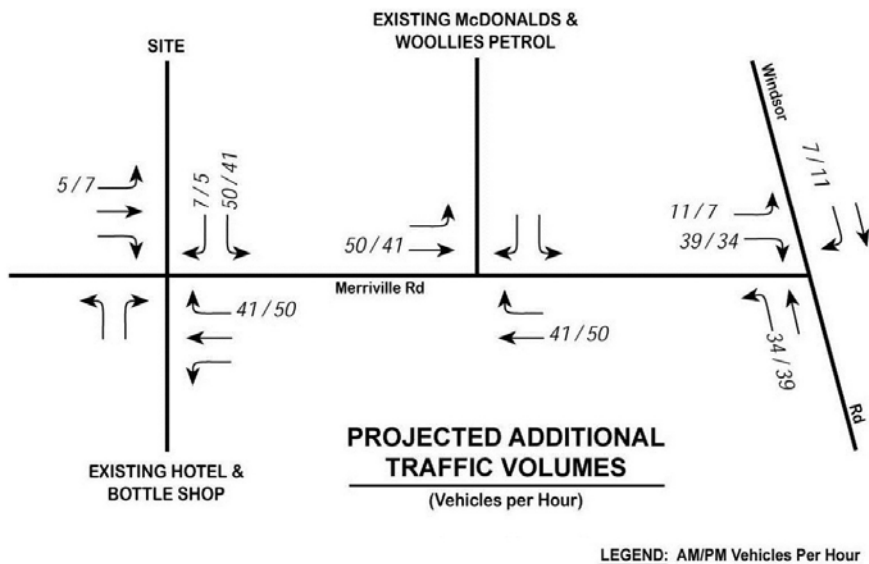 EXISTING McDONALDS &
WOOLLIES PETROL
SITE
Windsor
5 / 7
7 / 5
50 / 41
7 / 11
50 / 41
11 / 7
39 / 34
Merriville Rd
41 / 50
41 / 50
34 / 39
Rd
EXISTING HOTEL &
BOTTLE SHOP
PROJECTED ADDITIONAL
TRAFFIC VOLUMES
(Vehicles per Hour)
LEGEND: AM/PM Vehicles Per Hour